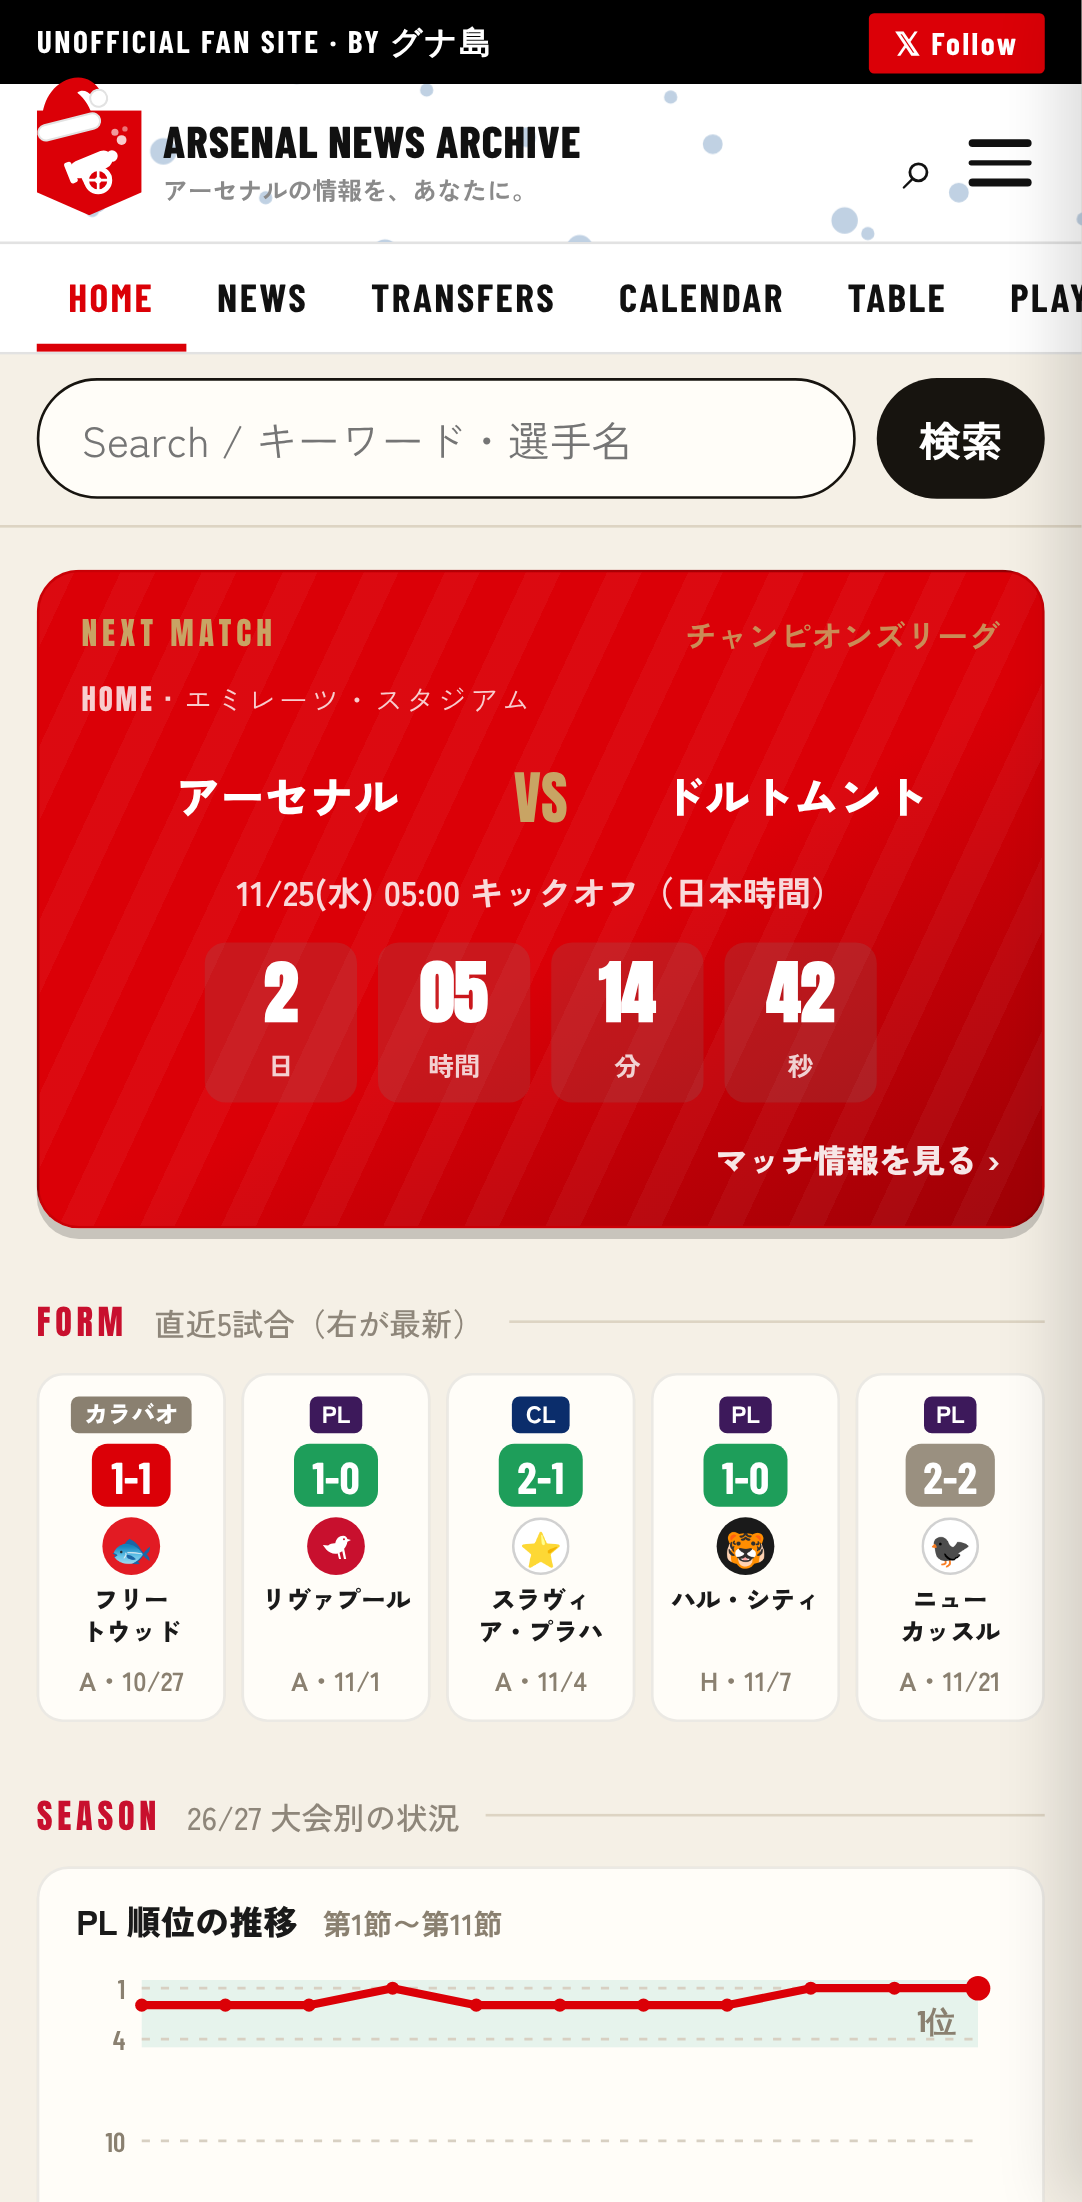 UNOFFICIAL FAN SITE · BY グナ島
𝕏 Follow
ARSENAL NEWS ARCHIVE
アーセナルの情報を、あなたに。
HOME NEWS TRANSFERS CALENDAR TABLE PLAY
Search / キーワード・選手名
検索
NEXT MATCH
チャンピオンズリーグ
HOME · エミレーツ・スタジアム
アーセナル VS ドルトムント
11/25(水) 05:00 キックオフ（日本時間）
2 05 14 42
日 時間 分 秒
マッチ情報を見る ›
FORM 直近5試合（右が最新）
カラバオ PL CL PL PL
1-1 1-0 2-1 1-0 2-2
フリー リヴァプール スラヴィ ハル・シティ ニュー
トウッド ア・プラハ カッスル
A・10/27 A・11/1 A・11/4 H・11/7 A・11/21
SEASON 26/27 大会別の状況
PL 順位の推移 第1節〜第11節
1
1位
4
10